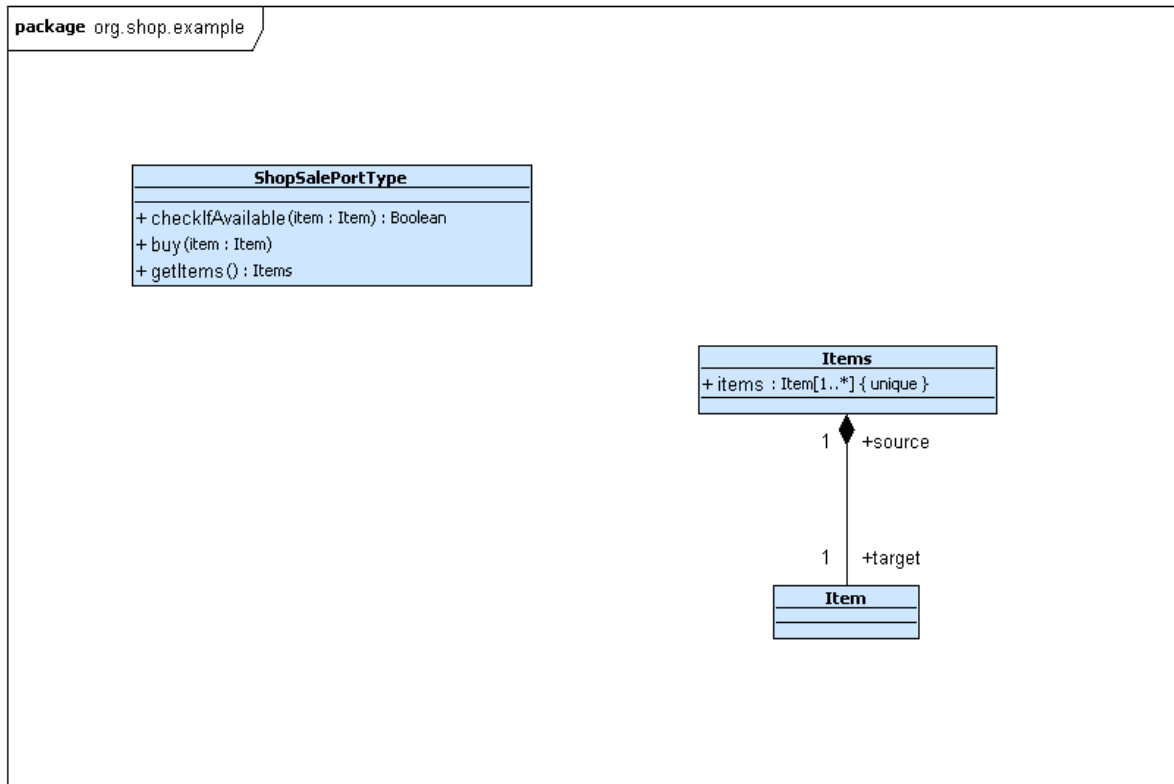 package org.shop.example
ShopSalePortType
+ checkIfAvailable(item : Item) : Boolean
+ buy(item : Item)
+ getItems() : Items
Items
+ items : Item[1..*] { unique }
1 +source
1 +target
Item